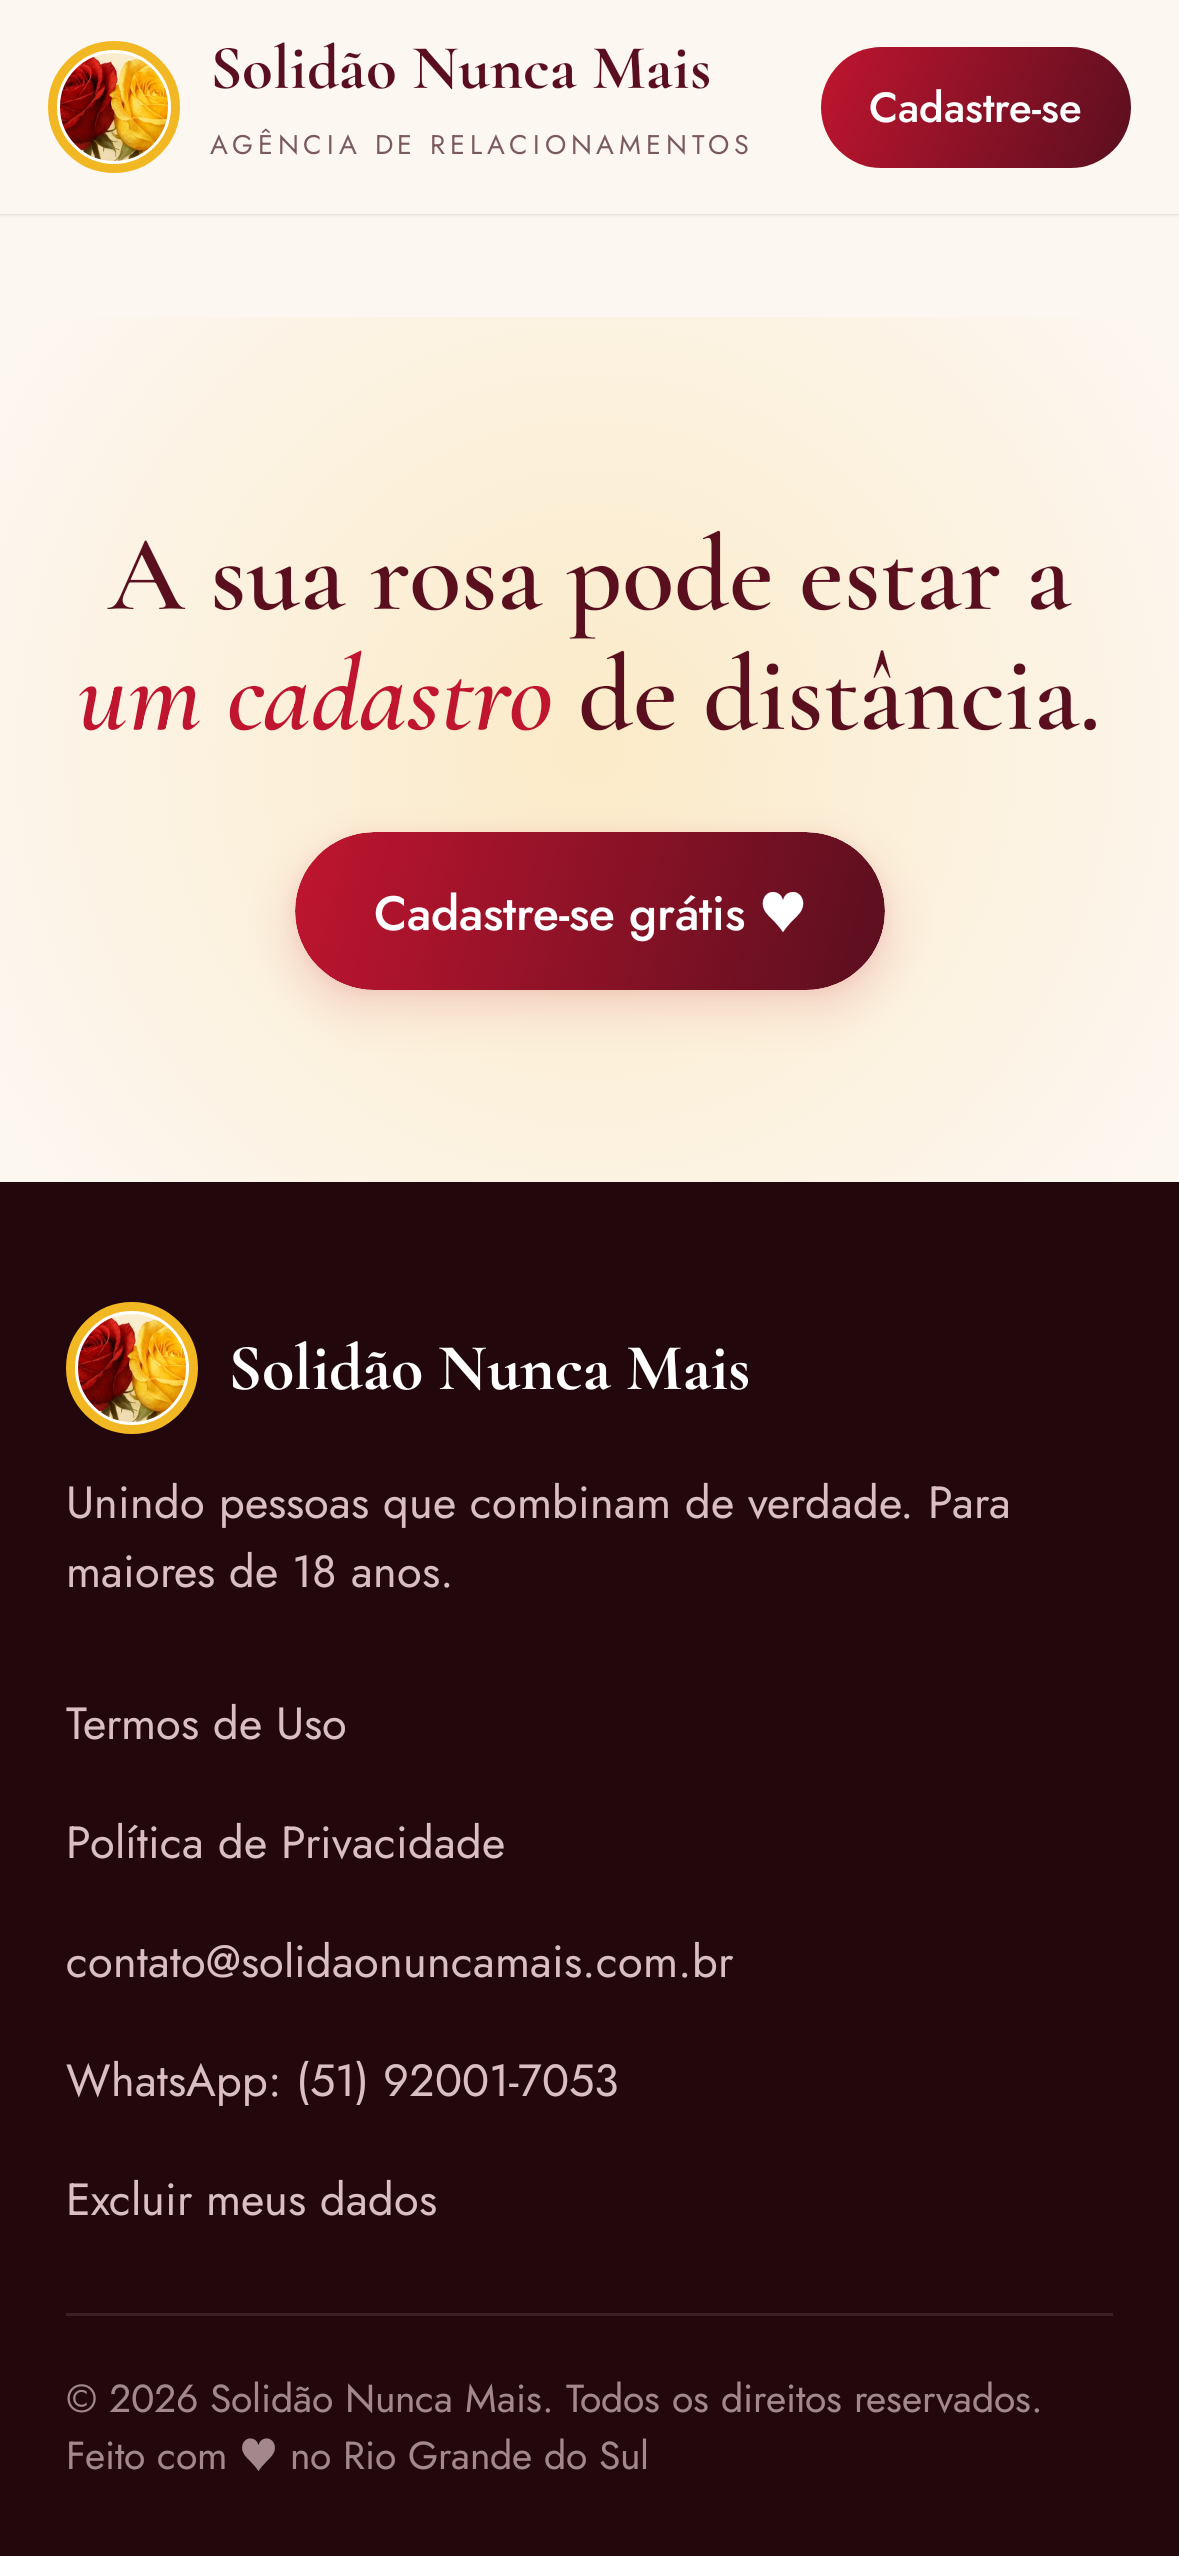 Solidão Nunca Mais
AGÊNCIA DE RELACIONAMENTOS
Cadastre-se
A sua rosa pode estar a
um cadastro de distância.
Cadastre-se grátis ♥
Solidão Nunca Mais
Unindo pessoas que combinam de verdade. Para
maiores de 18 anos.
Termos de Uso
Política de Privacidade
contato@solidaonuncamais.com.br
WhatsApp: (51) 92001-7053
Excluir meus dados
© 2026 Solidão Nunca Mais. Todos os direitos reservados.
Feito com ♥ no Rio Grande do Sul